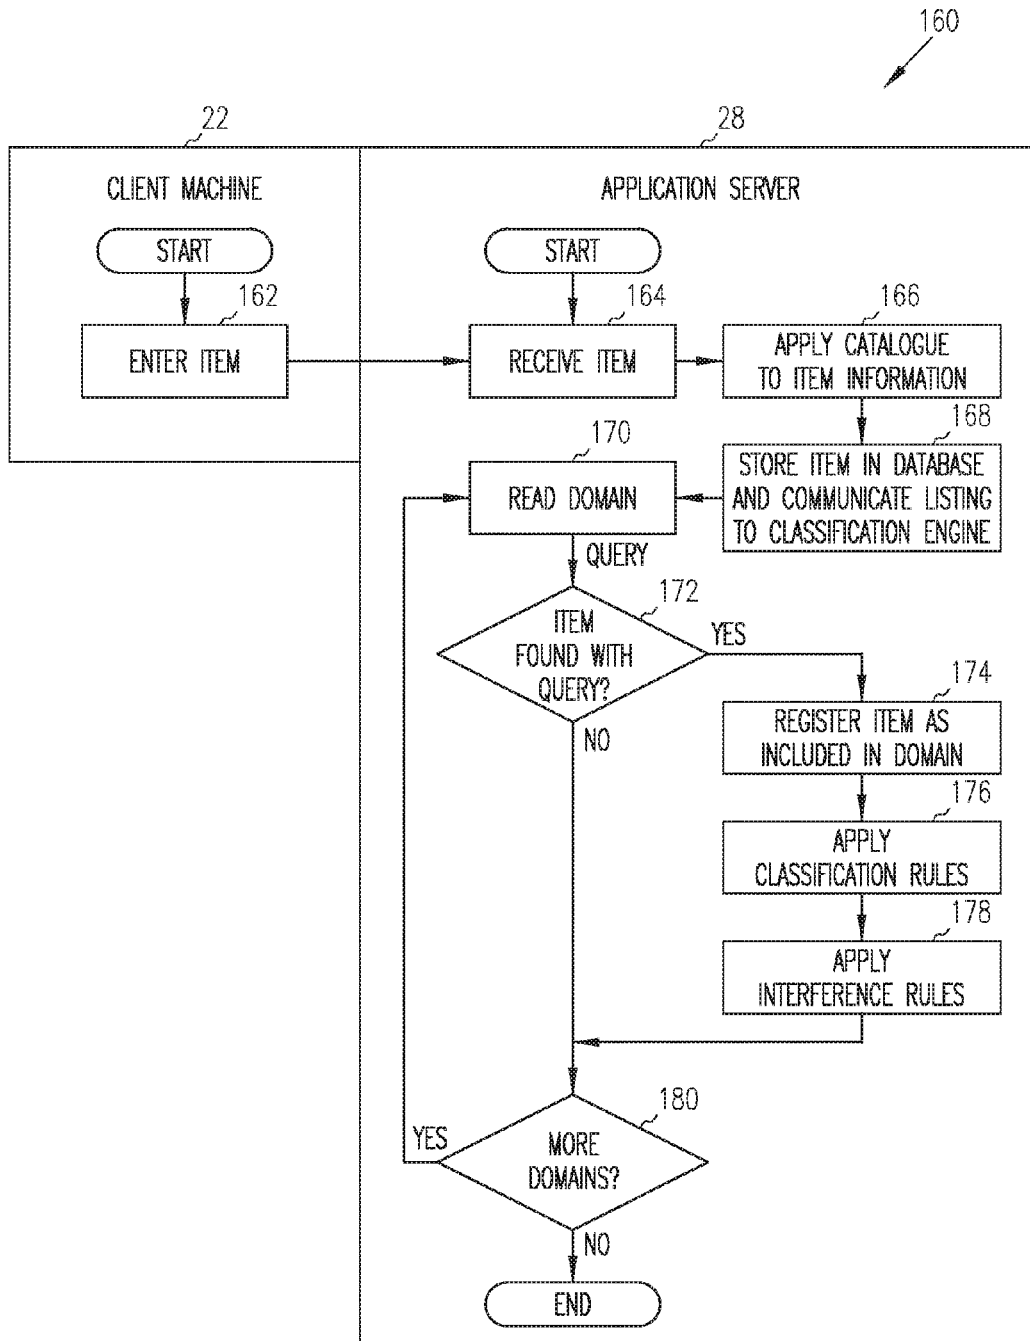 160
22
28
CLIENT MACHINE
APPLICATION SERVER
START
START
162
164
166
ENTER ITEM
RECEIVE ITEM
APPLY CATALOGUE
TO ITEM INFORMATION
168
170
STORE ITEM IN DATABASE
AND COMMUNICATE LISTING
TO CLASSIFICATION ENGINE
READ DOMAIN
QUERY
172
ITEM
FOUND WITH
QUERY?
YES
NO
174
REGISTER ITEM AS
INCLUDED IN DOMAIN
176
APPLY
CLASSIFICATION RULES
178
APPLY
INTERFERENCE RULES
180
YES
MORE
DOMAINS?
NO
END